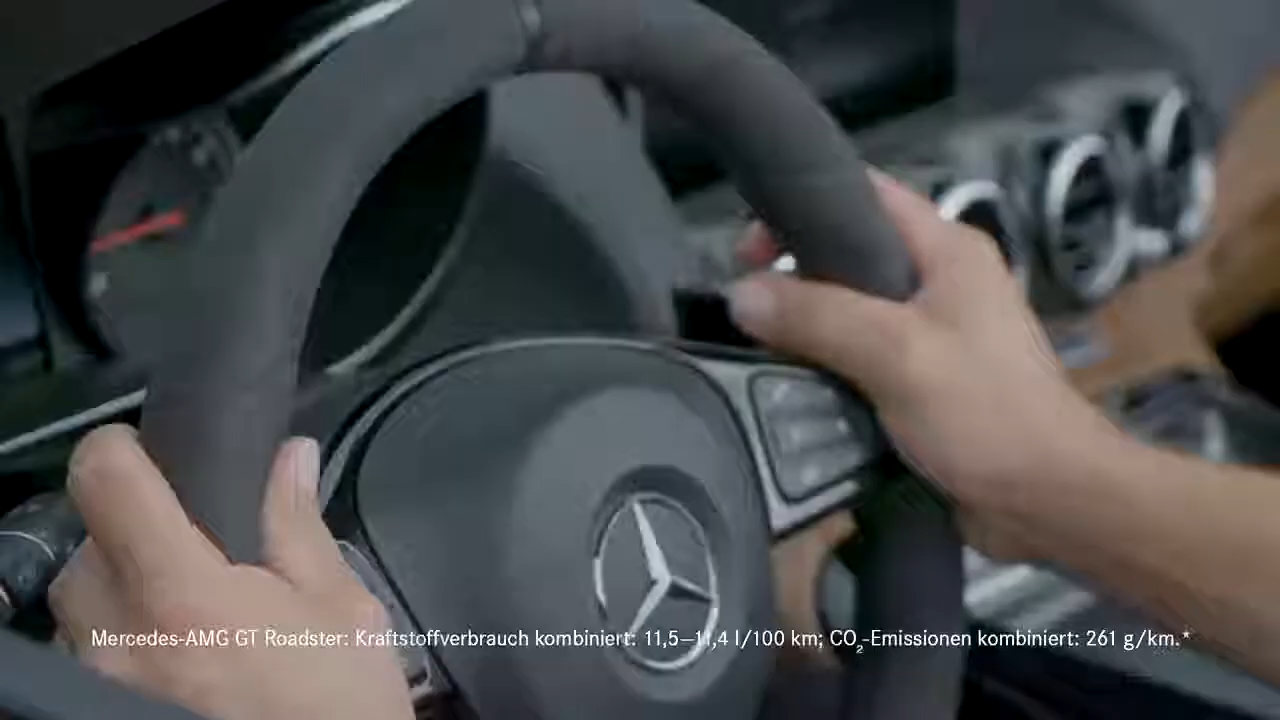 Mercedes-AMG GT Roadster: Kraftstoffverbrauch kombiniert: 11,5–11,4 l/100 km; CO₂-Emissionen kombiniert: 261 g/km.*